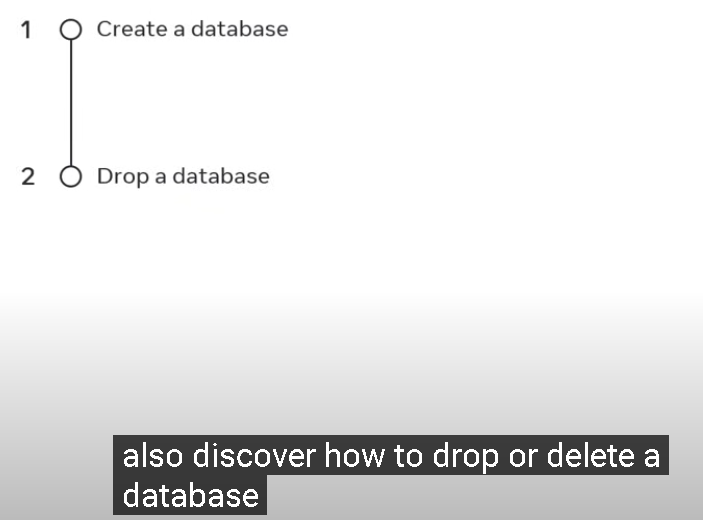 1 Create a database
2 Drop a database
also discover how to drop or delete a
database